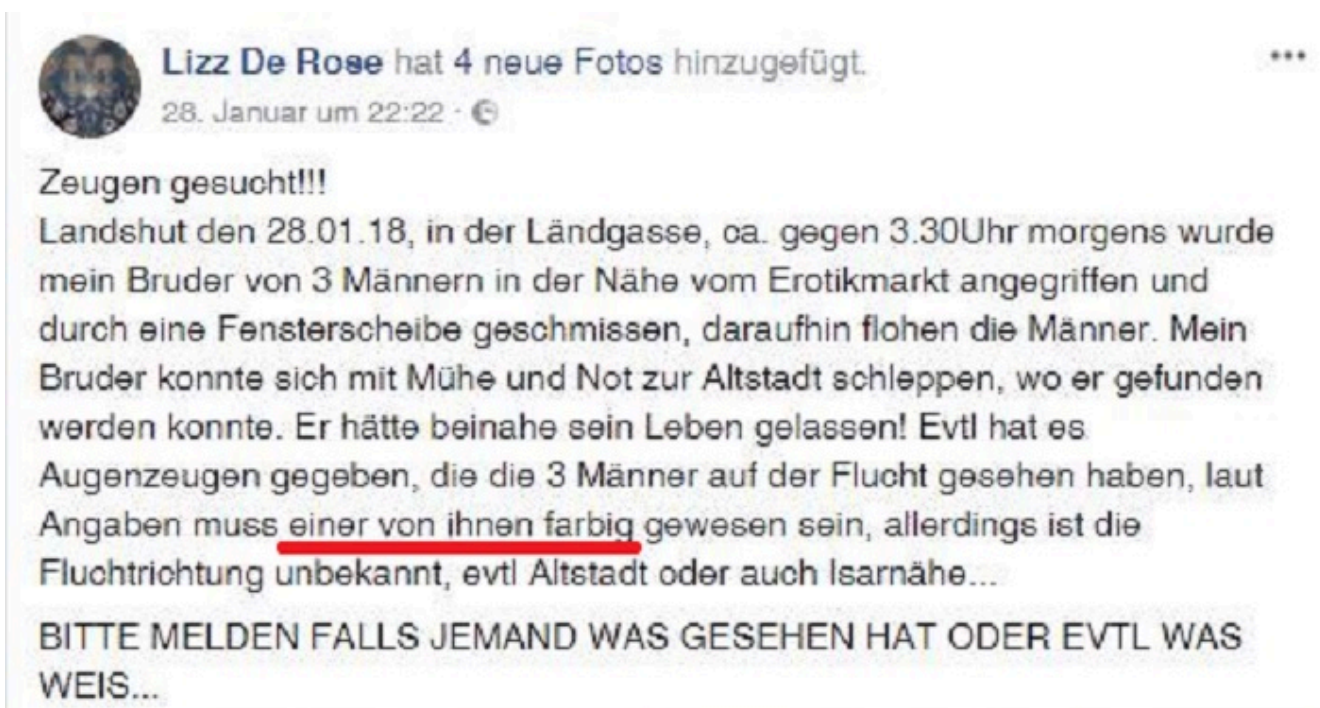 Lizz De Rose hat 4 neue Fotos hinzugefügt.
28. Januar um 22:22 ·
Zeugen gesucht!!!
Landshut den 28.01.18, in der Ländgasse, ca. gegen 3.30Uhr morgens wurde
mein Bruder von 3 Männern in der Nähe vom Erotikmarkt angegriffen und
durch eine Fensterscheibe geschmissen, daraufhin flohen die Männer. Mein
Bruder konnte sich mit Mühe und Not zur Altstadt schleppen, wo er gefunden
werden konnte. Er hätte beinahe sein Leben gelassen! Evtl hat es
Augenzeugen gegeben, die die 3 Männer auf der Flucht gesehen haben, laut
Angaben muss einer von ihnen farbig gewesen sein, allerdings ist die
Fluchtrichtung unbekannt, evtl Altstadt oder auch Isarnähe...
BITTE MELDEN FALLS JEMAND WAS GESEHEN HAT ODER EVTL WAS
WEIS...